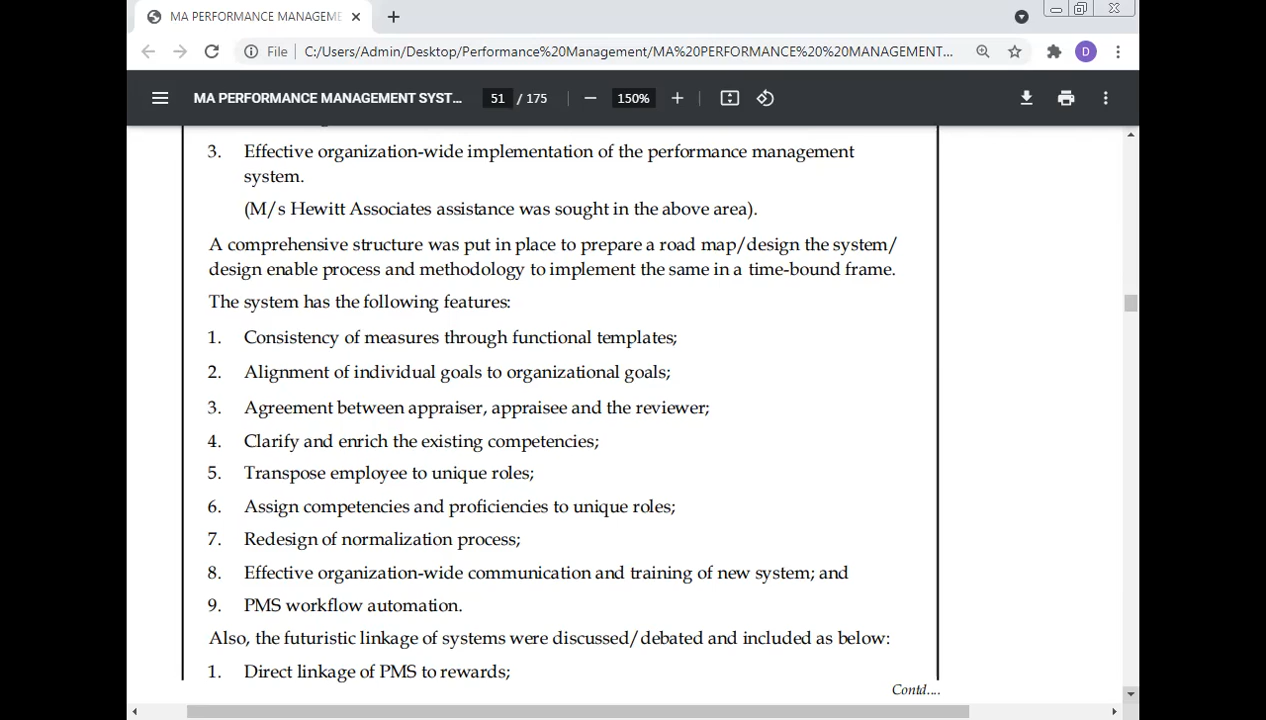 MA PERFORMANCE MANAGEME
File C:/Users/Admin/Desktop/Performance%20Management/MA%20PERFORMANCE%20%20MANAGEMENT... D
MA PERFORMANCE MANAGEMENT SYST... 51 / 175 150%
3. Effective organization-wide implementation of the performance management
system.
(M/s Hewitt Associates assistance was sought in the above area).
A comprehensive structure was put in place to prepare a road map/design the system/
design enable process and methodology to implement the same in a time-bound frame.
The system has the following features:
1. Consistency of measures through functional templates;
2. Alignment of individual goals to organizational goals;
3. Agreement between appraiser, appraisee and the reviewer;
4. Clarify and enrich the existing competencies;
5. Transpose employee to unique roles;
6. Assign competencies and proficiencies to unique roles;
7. Redesign of normalization process;
8. Effective organization-wide communication and training of new system; and
9. PMS workflow automation.
Also, the futuristic linkage of systems were discussed/debated and included as below:
1. Direct linkage of PMS to rewards;
Contd....